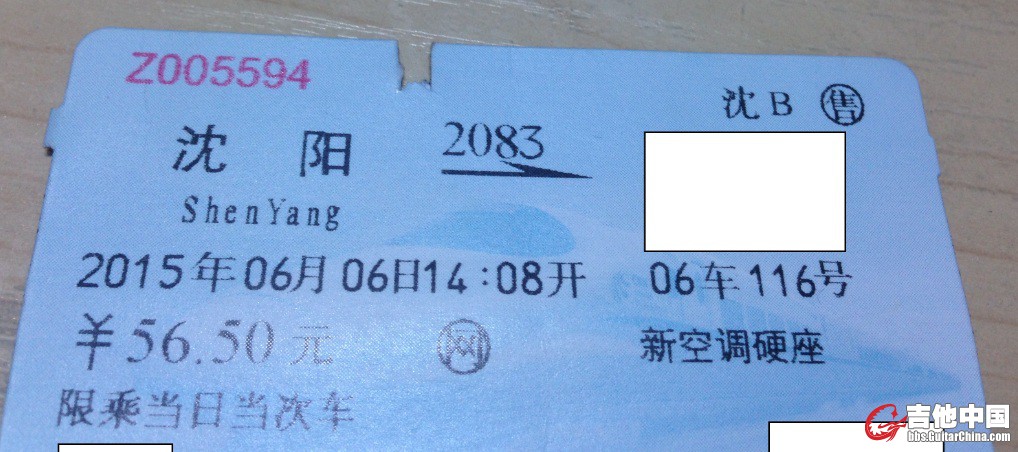 Z005594
沈B 售
沈阳 2083
ShenYang
2015年06月06日14:08开 06车116号
¥56.50元 网 新空调硬座
限乘当日当次车
吉他中国
bbs.GuitarChina.com